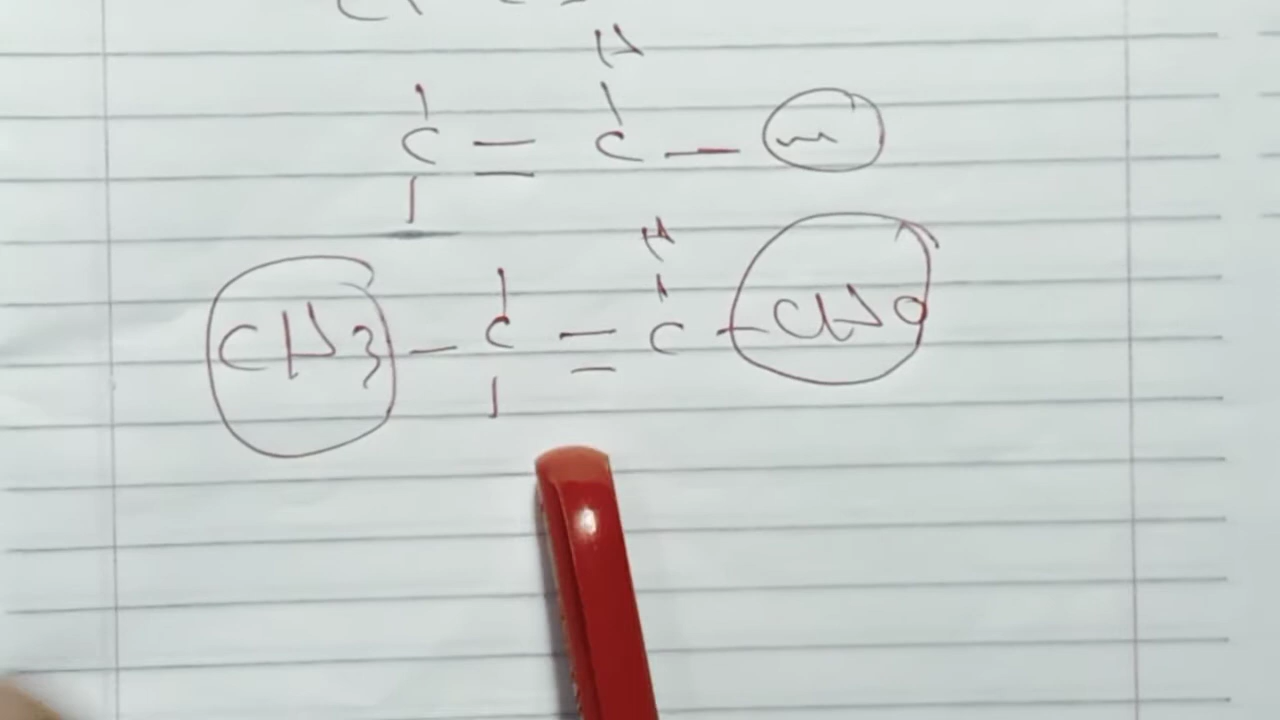 H
C = C -
H
CH3 - C = C - CHO